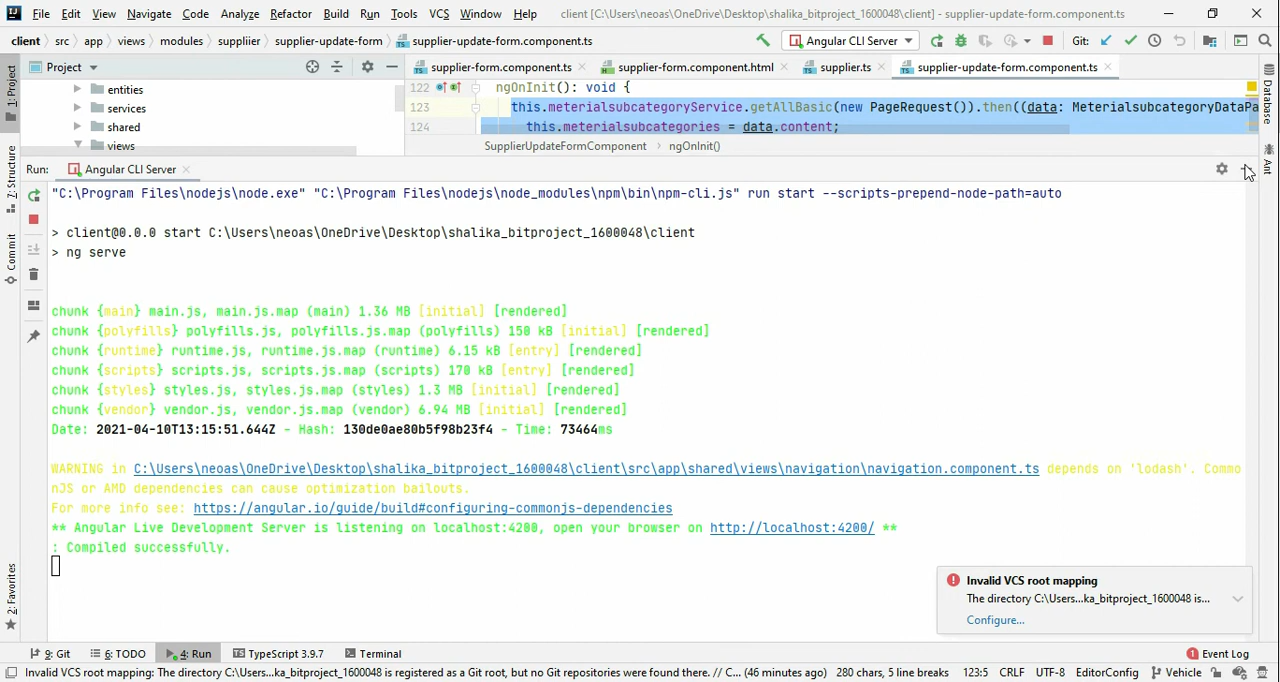 File Edit View Navigate Code Analyze Refactor Build Run Tools VCS Window Help client [C:\Users\neoas\OneDrive\Desktop\shalika_bitproject_1600048\client] - supplier-update-form.component.ts
client src app views modules suppliier supplier-update-form supplier-update-form.component.ts Angular CLI Server Git:
Project supplier-form.component.ts supplier-form.component.html supplier.ts supplier-update-form.component.ts
1: Project
7: Structure
Commit
2: Favorites
Database
Ant
entities
services
shared
views
122 ngOnInit(): void {
123 this.meterialsubcategoryService.getAllBasic(new PageRequest()).then((data: MeterialsubcategoryDataPa
124 this.meterialsubcategories = data.content;
SupplierUpdateFormComponent ngOnInit()
Run: Angular CLI Server
"C:\Program Files\nodejs\node.exe" "C:\Program Files\nodejs\node_modules\npm\bin\npm-cli.js" run start --scripts-prepend-node-path=auto
> client@0.0.0 start C:\Users\neoas\OneDrive\Desktop\shalika_bitproject_1600048\client
> ng serve
chunk {main} main.js, main.js.map (main) 1.36 MB [initial] [rendered]
chunk {polyfills} polyfills.js, polyfills.js.map (polyfills) 150 kB [initial] [rendered]
chunk {runtime} runtime.js, runtime.js.map (runtime) 6.15 kB [entry] [rendered]
chunk {scripts} scripts.js, scripts.js.map (scripts) 170 kB [entry] [rendered]
chunk {styles} styles.js, styles.js.map (styles) 1.3 MB [initial] [rendered]
chunk {vendor} vendor.js, vendor.js.map (vendor) 6.94 MB [initial] [rendered]
Date: 2021-04-10T13:15:51.644Z - Hash: 130de0ae80b5f98b23f4 - Time: 73464ms
WARNING in C:\Users\neoas\OneDrive\Desktop\shalika_bitproject_1600048\client\src\app\shared\views\navigation\navigation.component.ts depends on 'lodash'. Commo
nJS or AMD dependencies can cause optimization bailouts.
For more info see: https://angular.io/guide/build#configuring-commonjs-dependencies
** Angular Live Development Server is listening on localhost:4200, open your browser on http://localhost:4200/ **
: Compiled successfully.
Invalid VCS root mapping
The directory C:\Users...ka_bitproject_1600048 is...
Configure...
9: Git 6: TODO 4: Run TypeScript 3.9.7 Terminal 1 Event Log
Invalid VCS root mapping: The directory C:\Users\neoas\OneDrive\Desktop\shalika_bitproject_1600048 is registered as a Git root, but no Git repositories were found there. // C... (46 minutes ago) 280 chars, 5 line breaks 123:5 CRLF UTF-8 EditorConfig Vehicle